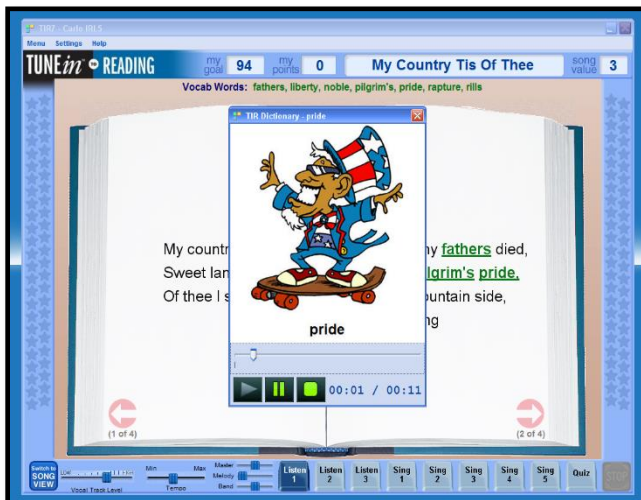 TIR7 - Carlo IRLS
Menu Settings Help
TUNE in TO READING
my goal 94 my points 0 My Country Tis Of Thee song value 3
Vocab Words: fathers, liberty, noble, pilgrim's, pride, rapture, rills
TIR Dictionary - pride
My countr
ny fathers died,
Sweet lan
lgrim's pride,
Of thee I s
ountain side,
ng
pride
00:01 / 00:11
(1 of 4)
(2 of 4)
Switch to SONG VIEW
Low
Vocal Track Level
Min Max
Tempo
Master
Melody
Band
Listen 1
Listen 2
Listen 3
Sing 1
Sing 2
Sing 3
Sing 4
Sing 5
Quiz
STOP